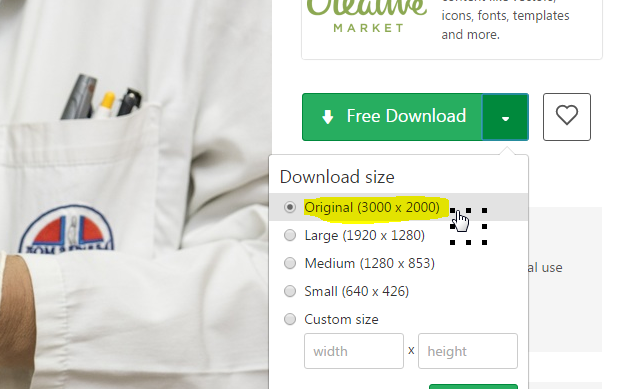 Creative
MARKET
icons, fonts, templates
and more.
Free Download
Download size
Original (3000 x 2000)
Large (1920 x 1280)
Medium (1280 x 853)
Small (640 x 426)
Custom size
width x height
al use